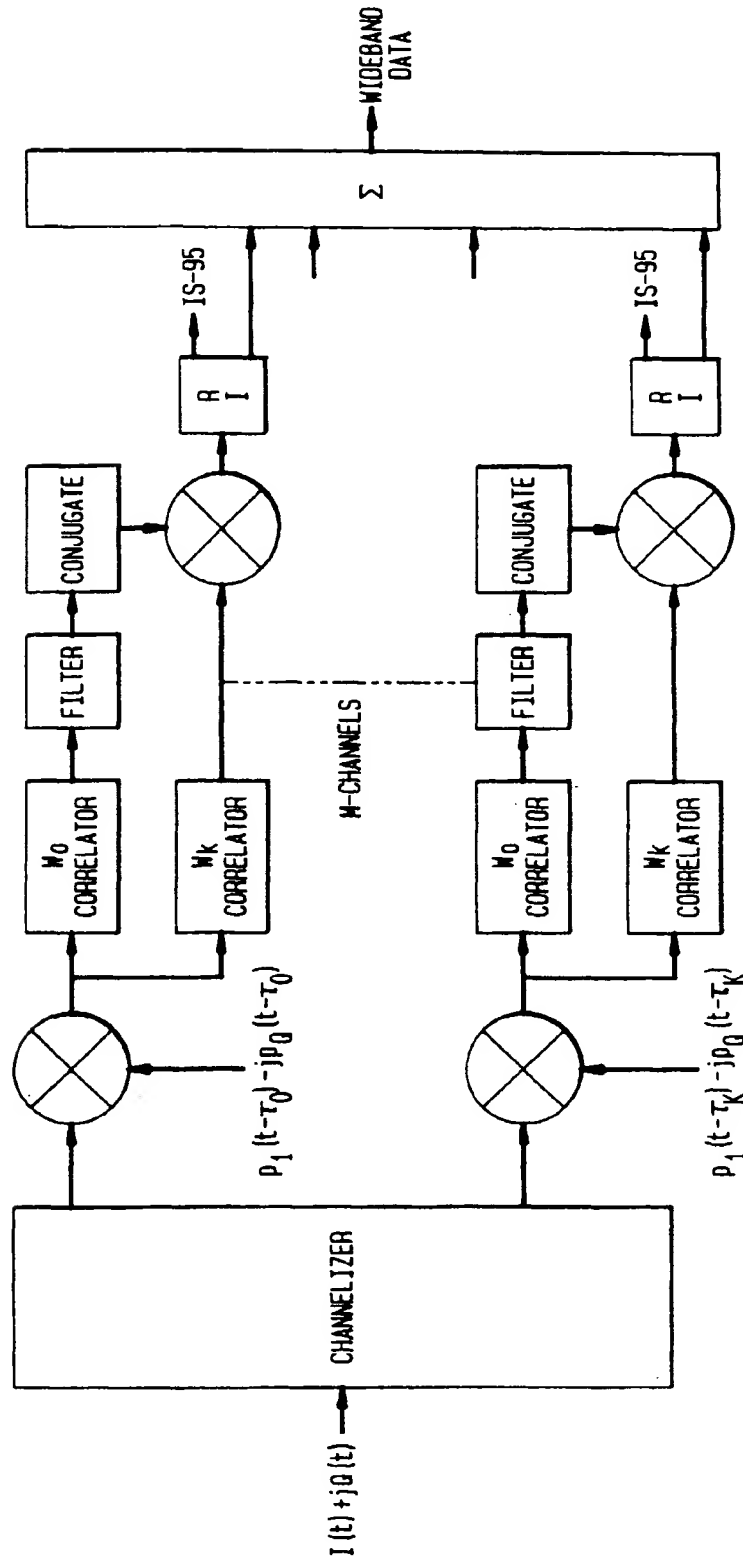 I(t)+jQ(t)
CHANNELIZER
p1(t-τ0)-jpQ(t-τ0)
W0
CORRELATOR
FILTER
CONJUGATE
WK
CORRELATOR
R
I
IS-95
M-CHANNELS
p1(t-τK)-jpQ(t-τK)
W0
CORRELATOR
FILTER
CONJUGATE
WK
CORRELATOR
R
I
IS-95
Σ
WIDEBAND
DATA